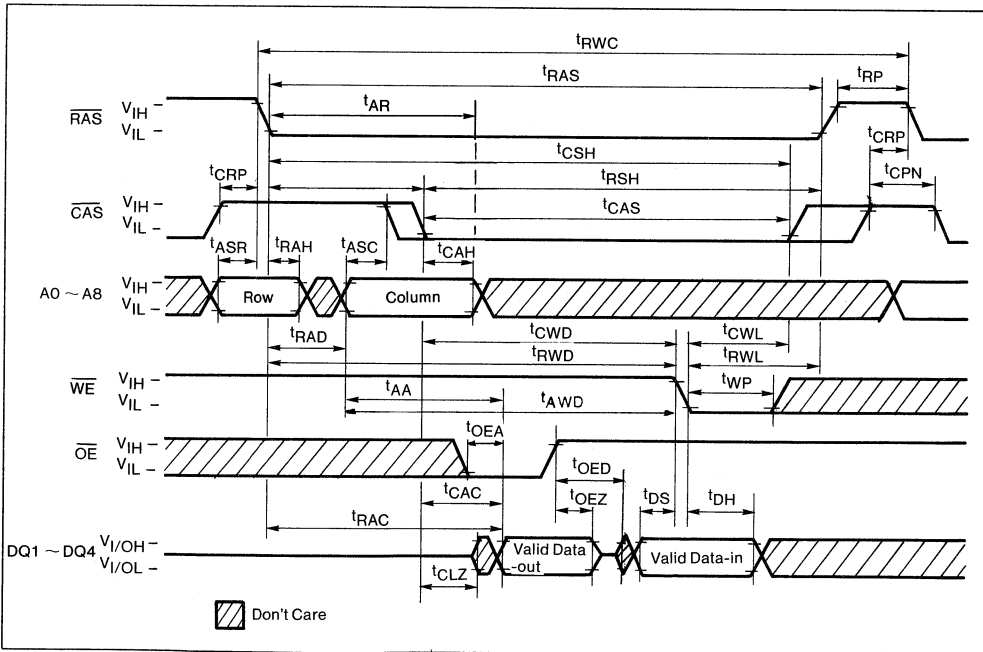 tRWC
tRAS
tRP
tAR
RAS
VIH
VIL
tCSH
tCRP
tCRP
tRSH
tCPN
CAS
VIH
VIL
tCAS
tASR
tRAH
tASC
tCAH
A0 ~ A8
VIH
VIL
Row
Column
tRAD
tCWD
tCWL
tRWD
tRWL
WE
VIH
VIL
tAA
tWP
tAWD
OE
VIH
VIL
tOEA
tOED
tCAC
tOEZ
tDS
tDH
tRAC
DQ1 ~ DQ4
VI/OH
VI/OL
Valid Data
-out
Valid Data-in
tCLZ
Don't Care